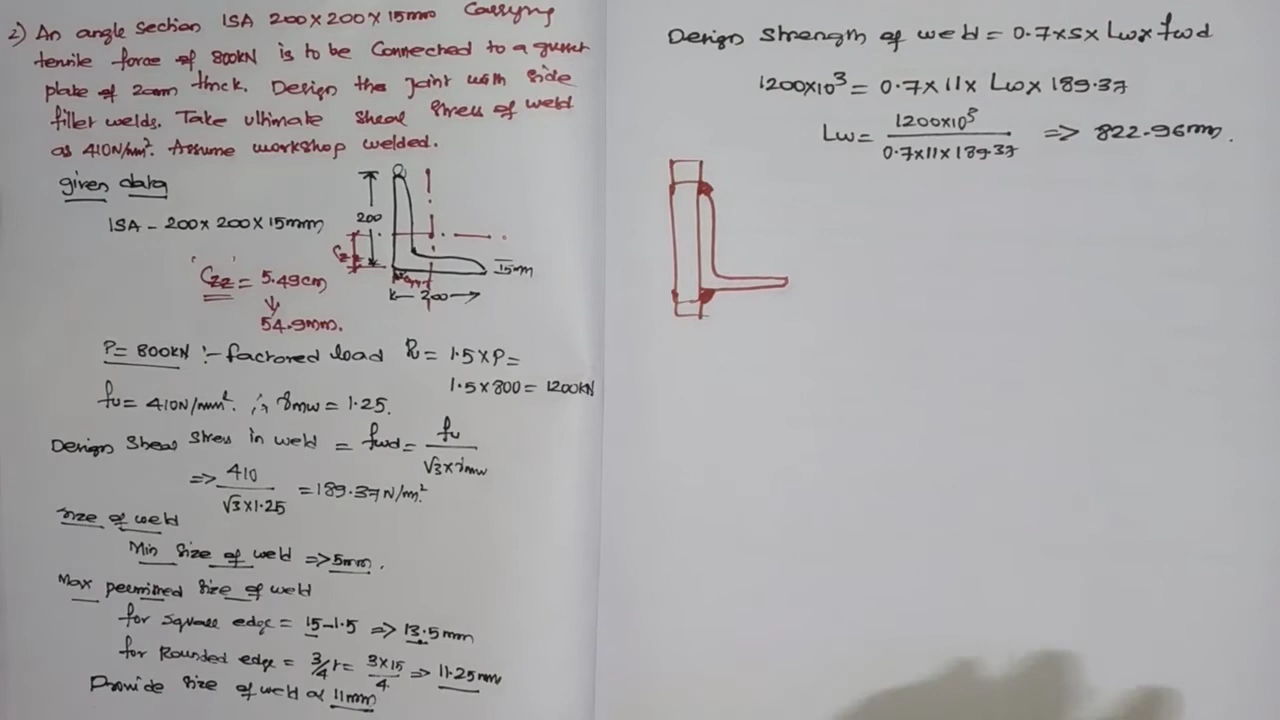 2) An angle section ISA 200×200×15mm Carrying
tensile force of 800KN is to be Connected to a gusset
plate of 20mm thick. Design the Joint with side
fillet welds. Take ultimate shear stress of weld
as 410N/mm². Assume workshop welded.
given data
ISA - 200×200×15mm
200
Czz
15mm
200
'Czz' = 5.49cm
54.9mm.
P= 800KN :- factored load Pu = 1.5×P=
1.5×800 = 1200KN
fu= 410N/mm². ∴ γmw = 1.25.
Design Shear Stress in weld = fwd = fu/√3×γmw
=> 410/√3×1.25 = 189.37N/m².
size of weld
Min size of weld => 5mm.
Max permitted size of weld
for square edge = 15-1.5 => 13.5mm
for Rounded edge = 3/4 t = 3×15/4 => 11.25mm
Provide size of weld as 11mm
Design strength of weld = 0.7×S×Lw×fwd
1200×10³ = 0.7×11×Lw×189.37
Lw = 1200×10³/0.7×11×189.37 => 822.96mm.